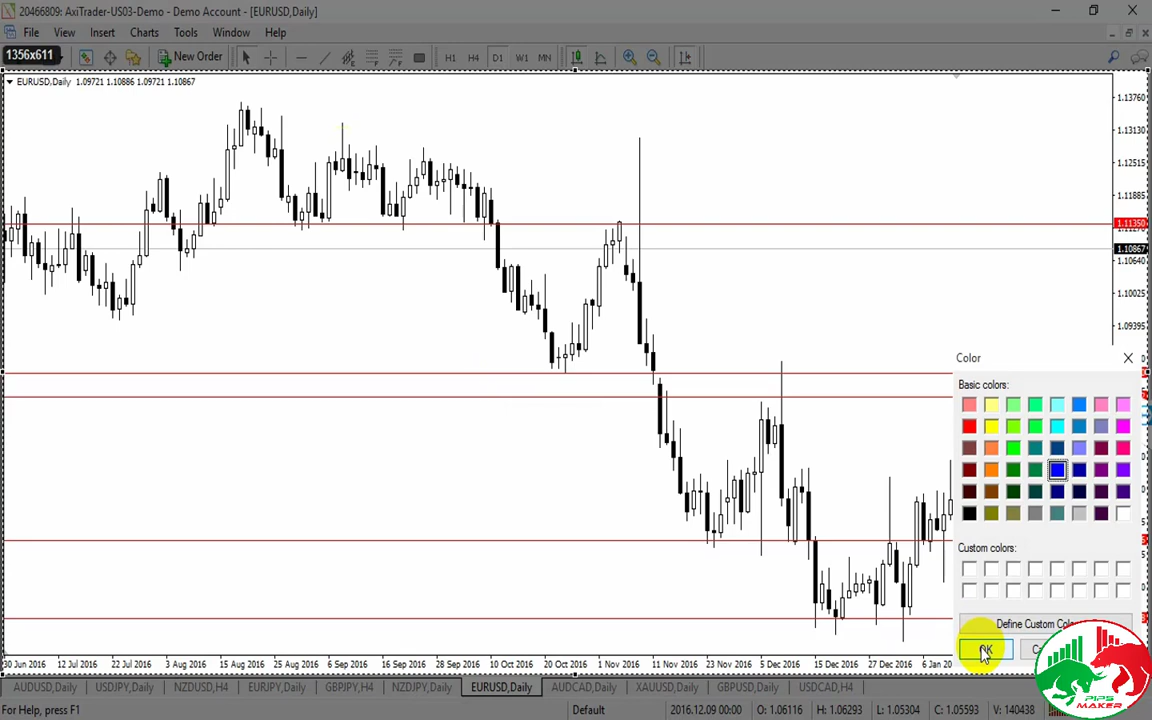 20466809: AxiTrader-US03-Demo - Demo Account - [EURUSD,Daily]
File View Insert Charts Tools Window Help
1356x611 New Order H1 H4 D1 W1 MN
EURUSD,Daily 1.09721 1.10886 1.09721 1.10867
1.13760
1.13130
1.12515
1.11885
1.11350
1.10867
1.10640
1.10025
1.09395
Color
Basic colors:
Custom colors:
Define Custom Colo
OK
30 Jun 2016 12 Jul 2016 22 Jul 2016 3 Aug 2016 15 Aug 2016 25 Aug 2016 6 Sep 2016 16 Sep 2016 28 Sep 2016 10 Oct 2016 20 Oct 2016 1 Nov 2016 11 Nov 2016 23 Nov 2016 5 Dec 2016 15 Dec 2016 27 Dec 2016 6 Jan 20
AUDUSD,Daily USDJPY,Daily NZDUSD,H4 EURJPY,Daily GBPJPY,H4 NZDJPY,Daily EURUSD,Daily AUDCAD,Daily XAUUSD,Daily GBPUSD,Daily USDCAD,H4
PIPS
MAKER
For Help, press F1 Default 2016.12.09 00:00 O: 1.06116 H: 1.06293 L: 1.05304 C: 1.05593 V: 140438